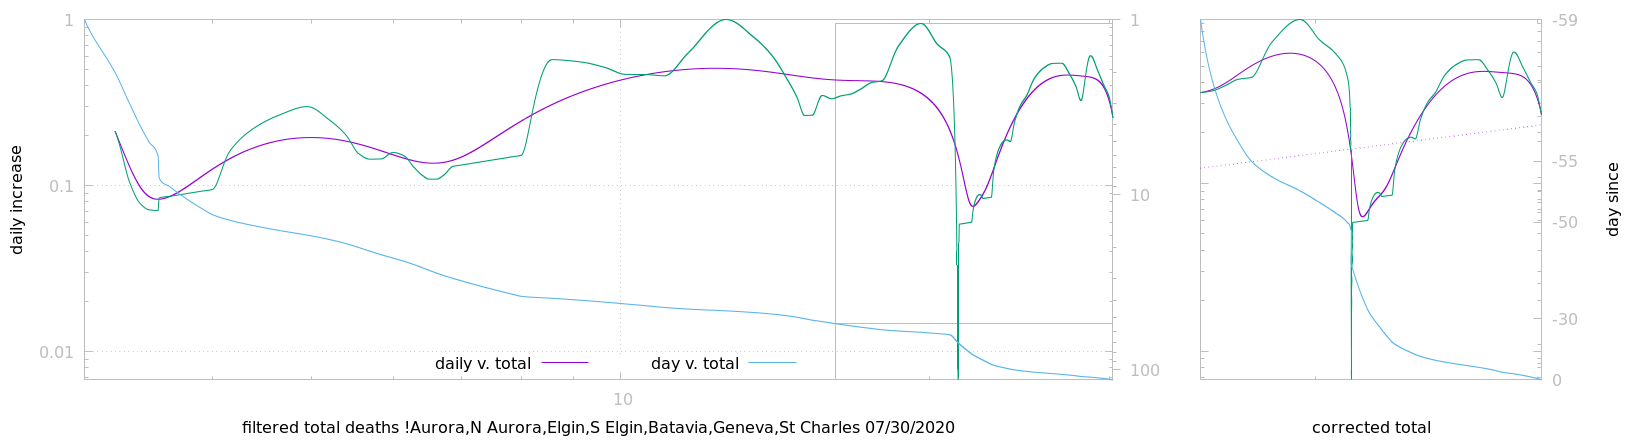 1
0.1
0.01
daily increase
daily v. total
day v. total
10
filtered total deaths !Aurora,N Aurora,Elgin,S Elgin,Batavia,Geneva,St Charles 07/30/2020
1
10
100
-59
-55
-50
-30
0
day since
corrected total